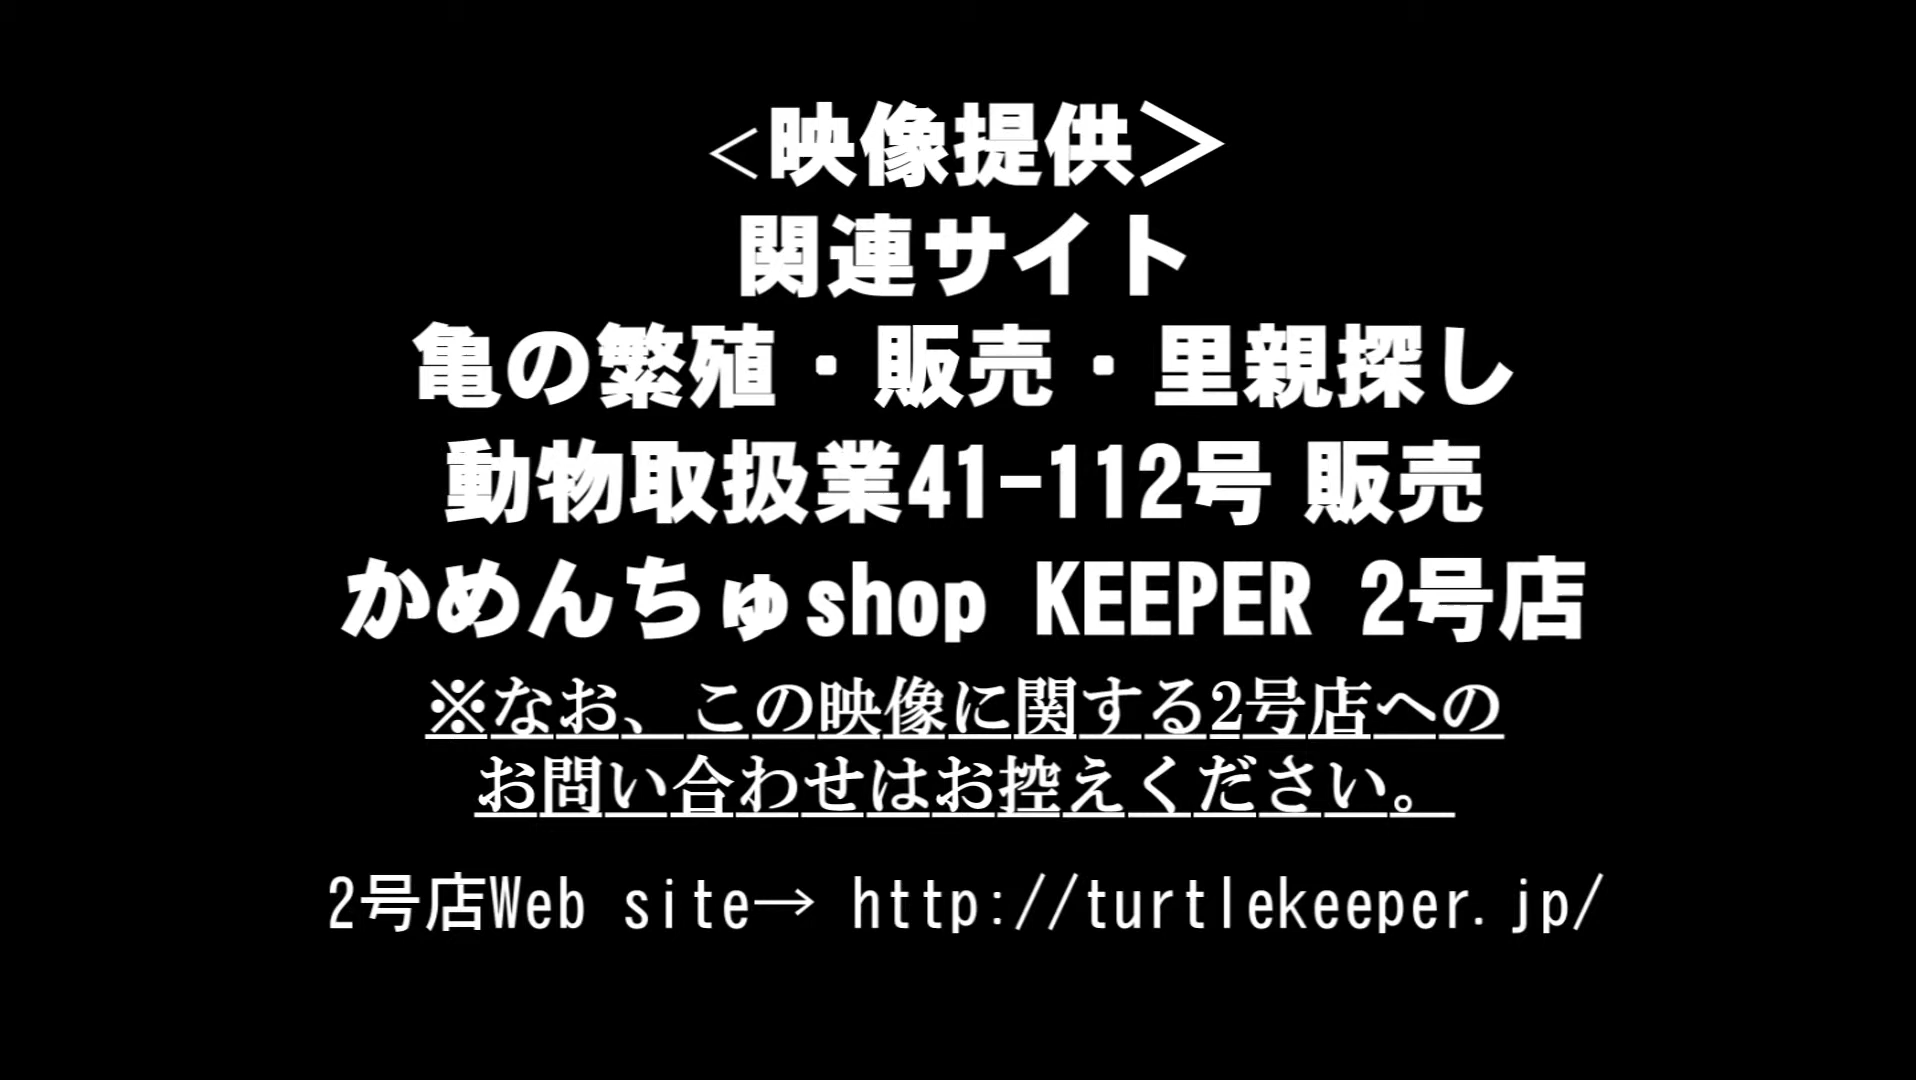 <映像提供>
関連サイト
亀の繁殖・販売・里親探し
動物取扱業41-112号 販売
かめんちゅshop KEEPER 2号店
※なお、この映像に関する2号店への
お問い合わせはお控えください。
2号店Web site→ http://turtlekeeper.jp/